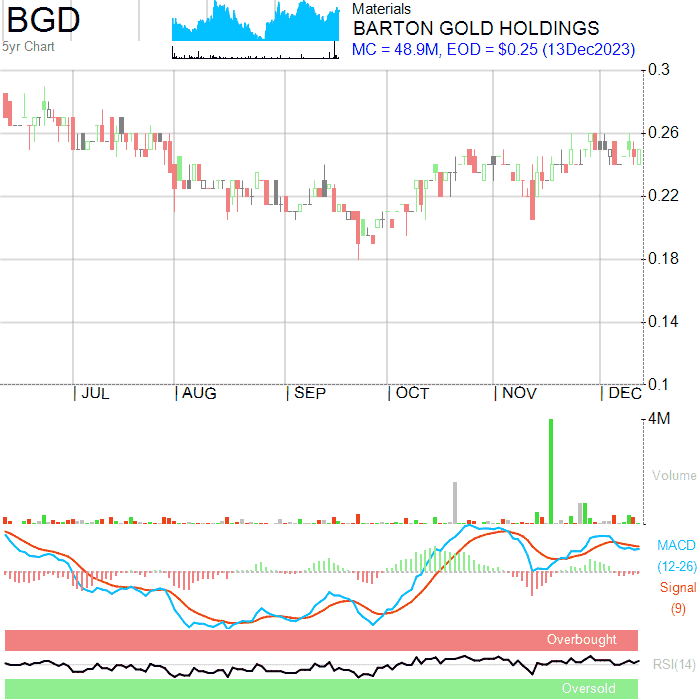 BGD
5yr Chart
Materials
BARTON GOLD HOLDINGS
MC = 48.9M, EOD = $0.25 (13Dec2023)
0.3
0.26
0.22
0.18
0.14
0.1
| JUL | AUG | SEP | OCT | NOV | DEC
4M
Volume
MACD
(12-26)
Signal
(9)
Overbought
RSI(14)
Oversold